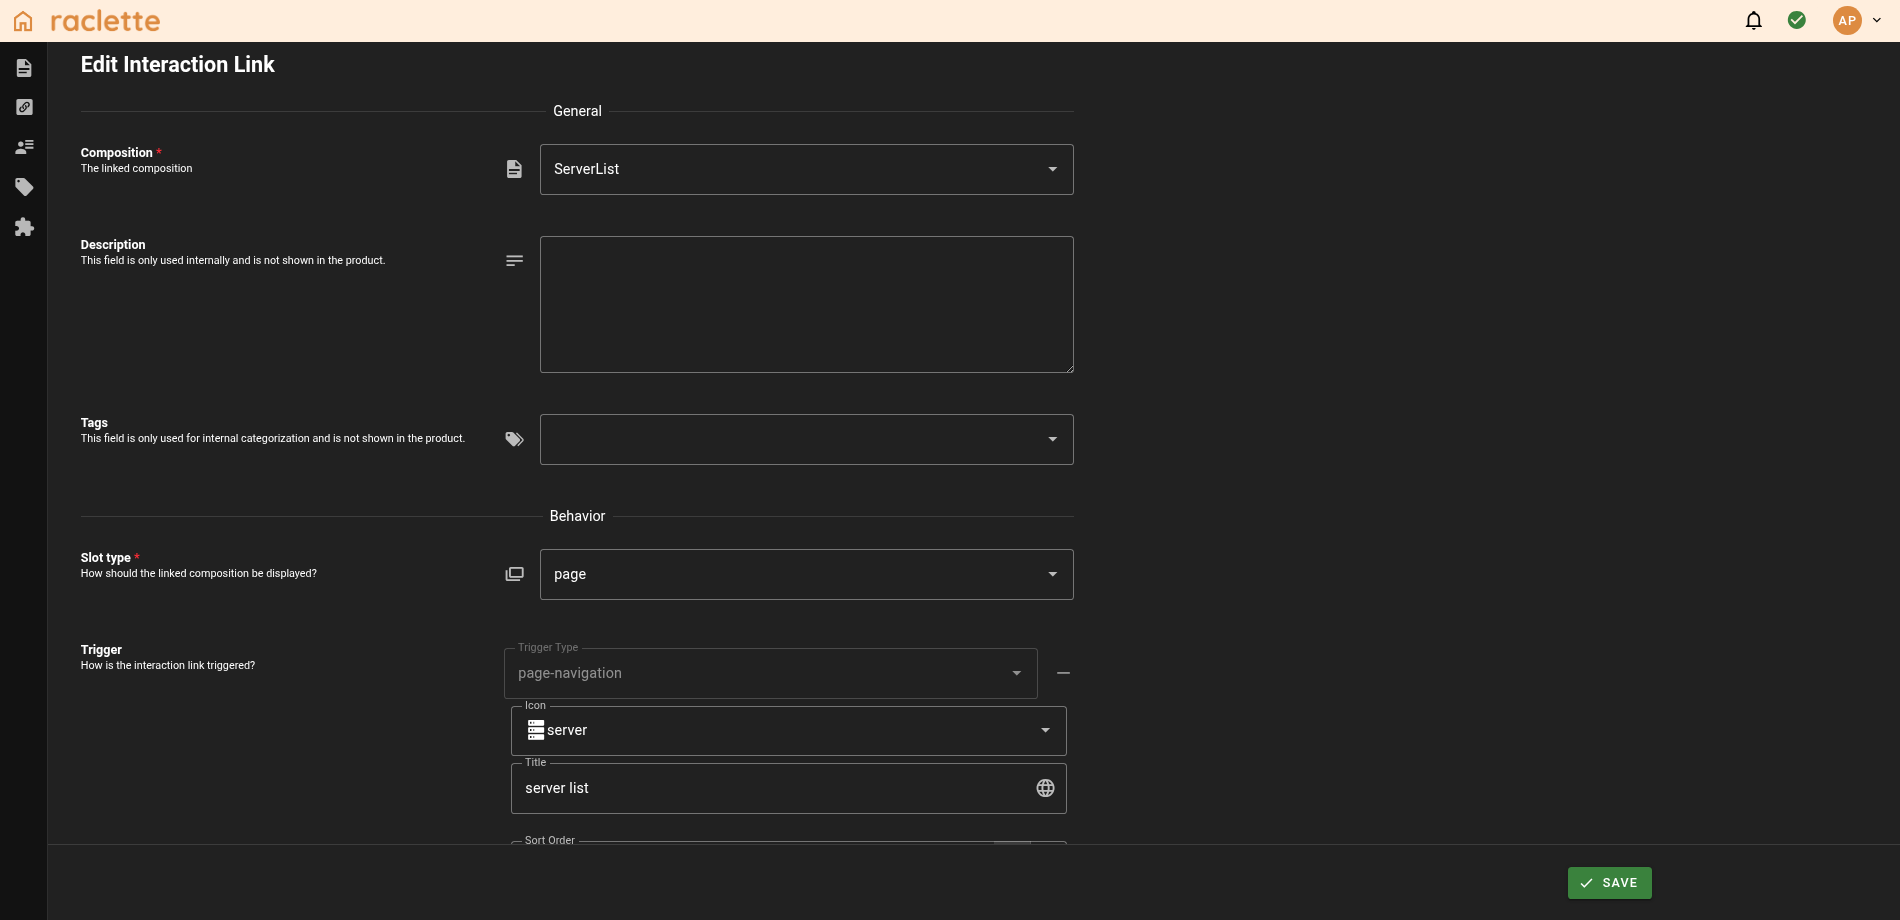 raclette
AP
Edit Interaction Link
General
Composition *
The linked composition
ServerList
Description
This field is only used internally and is not shown in the product.
Tags
This field is only used for internal categorization and is not shown in the product.
Behavior
Slot type *
How should the linked composition be displayed?
page
Trigger
How is the interaction link triggered?
Trigger Type
page-navigation
Icon
server
Title
server list
Sort Order
SAVE